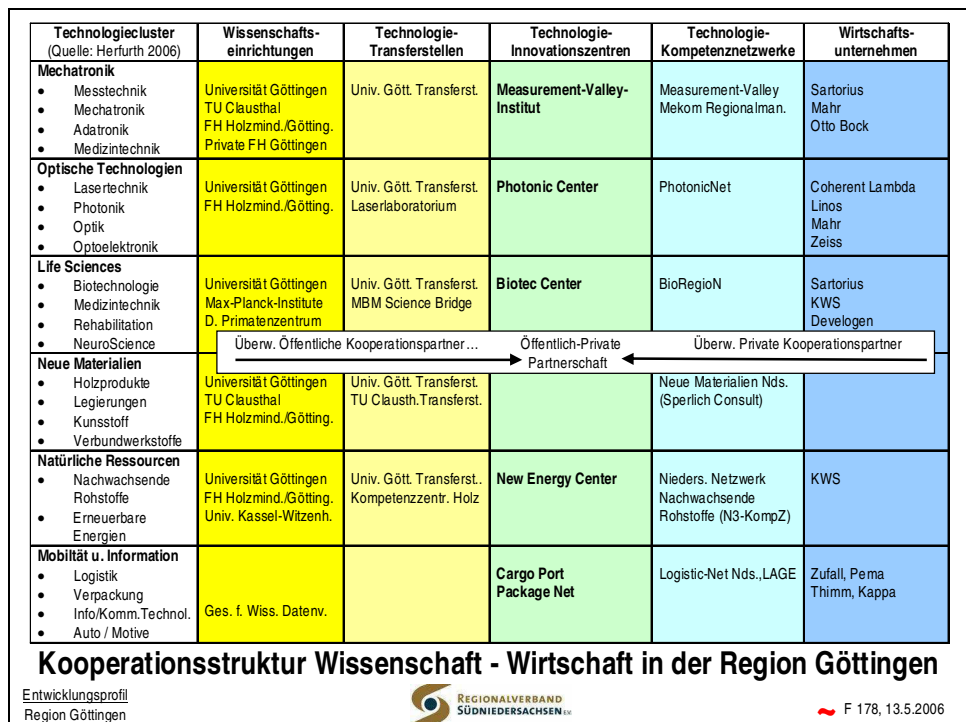 Technologiecluster
(Quelle: Herfurth 2006)
Wissenschafts-
einrichtungen
Technologie-
Transferstellen
Technologie-
Innovationszentren
Technologie-
Kompetenznetzwerke
Wirtschafts-
unternehmen
Mechatronik
• Messtechnik
• Mechatronik
• Adatronik
• Medizintechnik
Universität Göttingen
TU Clausthal
FH Holzmind./Götting.
Private FH Göttingen
Univ. Gött. Transferst.
Measurement-Valley-
Institut
Measurement-Valley
Mekom Regionalman.
Sartorius
Mahr
Otto Bock
Optische Technologien
• Lasertechnik
• Photonik
• Optik
• Optoelektronik
Universität Göttingen
FH Holzmind./Götting.
Univ. Gött. Transferst.
Laserlaboratorium
Photonic Center
PhotonicNet
Coherent Lambda
Linos
Mahr
Zeiss
Life Sciences
• Biotechnologie
• Medizintechnik
• Rehabilitation
• NeuroScience
Universität Göttingen
Max-Planck-Institute
D. Primatenzentrum
Univ. Gött. Transferst.
MBM Science Bridge
Biotec Center
BioRegioN
Sartorius
KWS
Develogen
Überw. Öffentliche Kooperationspartner ...
Öffentlich-Private
Partnerschaft
Überw. Private Kooperationspartner
Neue Materialien
• Holzprodukte
• Legierungen
• Kunsstoff
• Verbundwerkstoffe
Universität Göttingen
TU Clausthal
FH Holzmind./Götting.
Univ. Gött. Transferst.
TU Clausth.Transferst.
Neue Materialien Nds.
(Sperlich Consult)
Natürliche Ressourcen
• Nachwachsende
Rohstoffe
• Erneuerbare
Energien
Universität Göttingen
FH Holzmind./Götting.
Univ. Kassel-Witzenh.
Univ. Gött. Transferst..
Kompetenzzentr. Holz
New Energy Center
Nieders. Netzwerk
Nachwachsende
Rohstoffe (N3-KompZ)
KWS
Mobiltät u. Information
• Logistik
• Verpackung
• Info/Komm.Technol.
• Auto / Motive
Ges. f. Wiss. Datenv.
Cargo Port
Package Net
Logistic-Net Nds.,LAGE
Zufall, Pema
Thimm, Kappa
Kooperationsstruktur Wissenschaft - Wirtschaft in der Region Göttingen
Entwicklungsprofil
Region Göttingen
REGIONALVERBAND
SÜDNIEDERSACHSEN E.V.
F 178, 13.5.2006